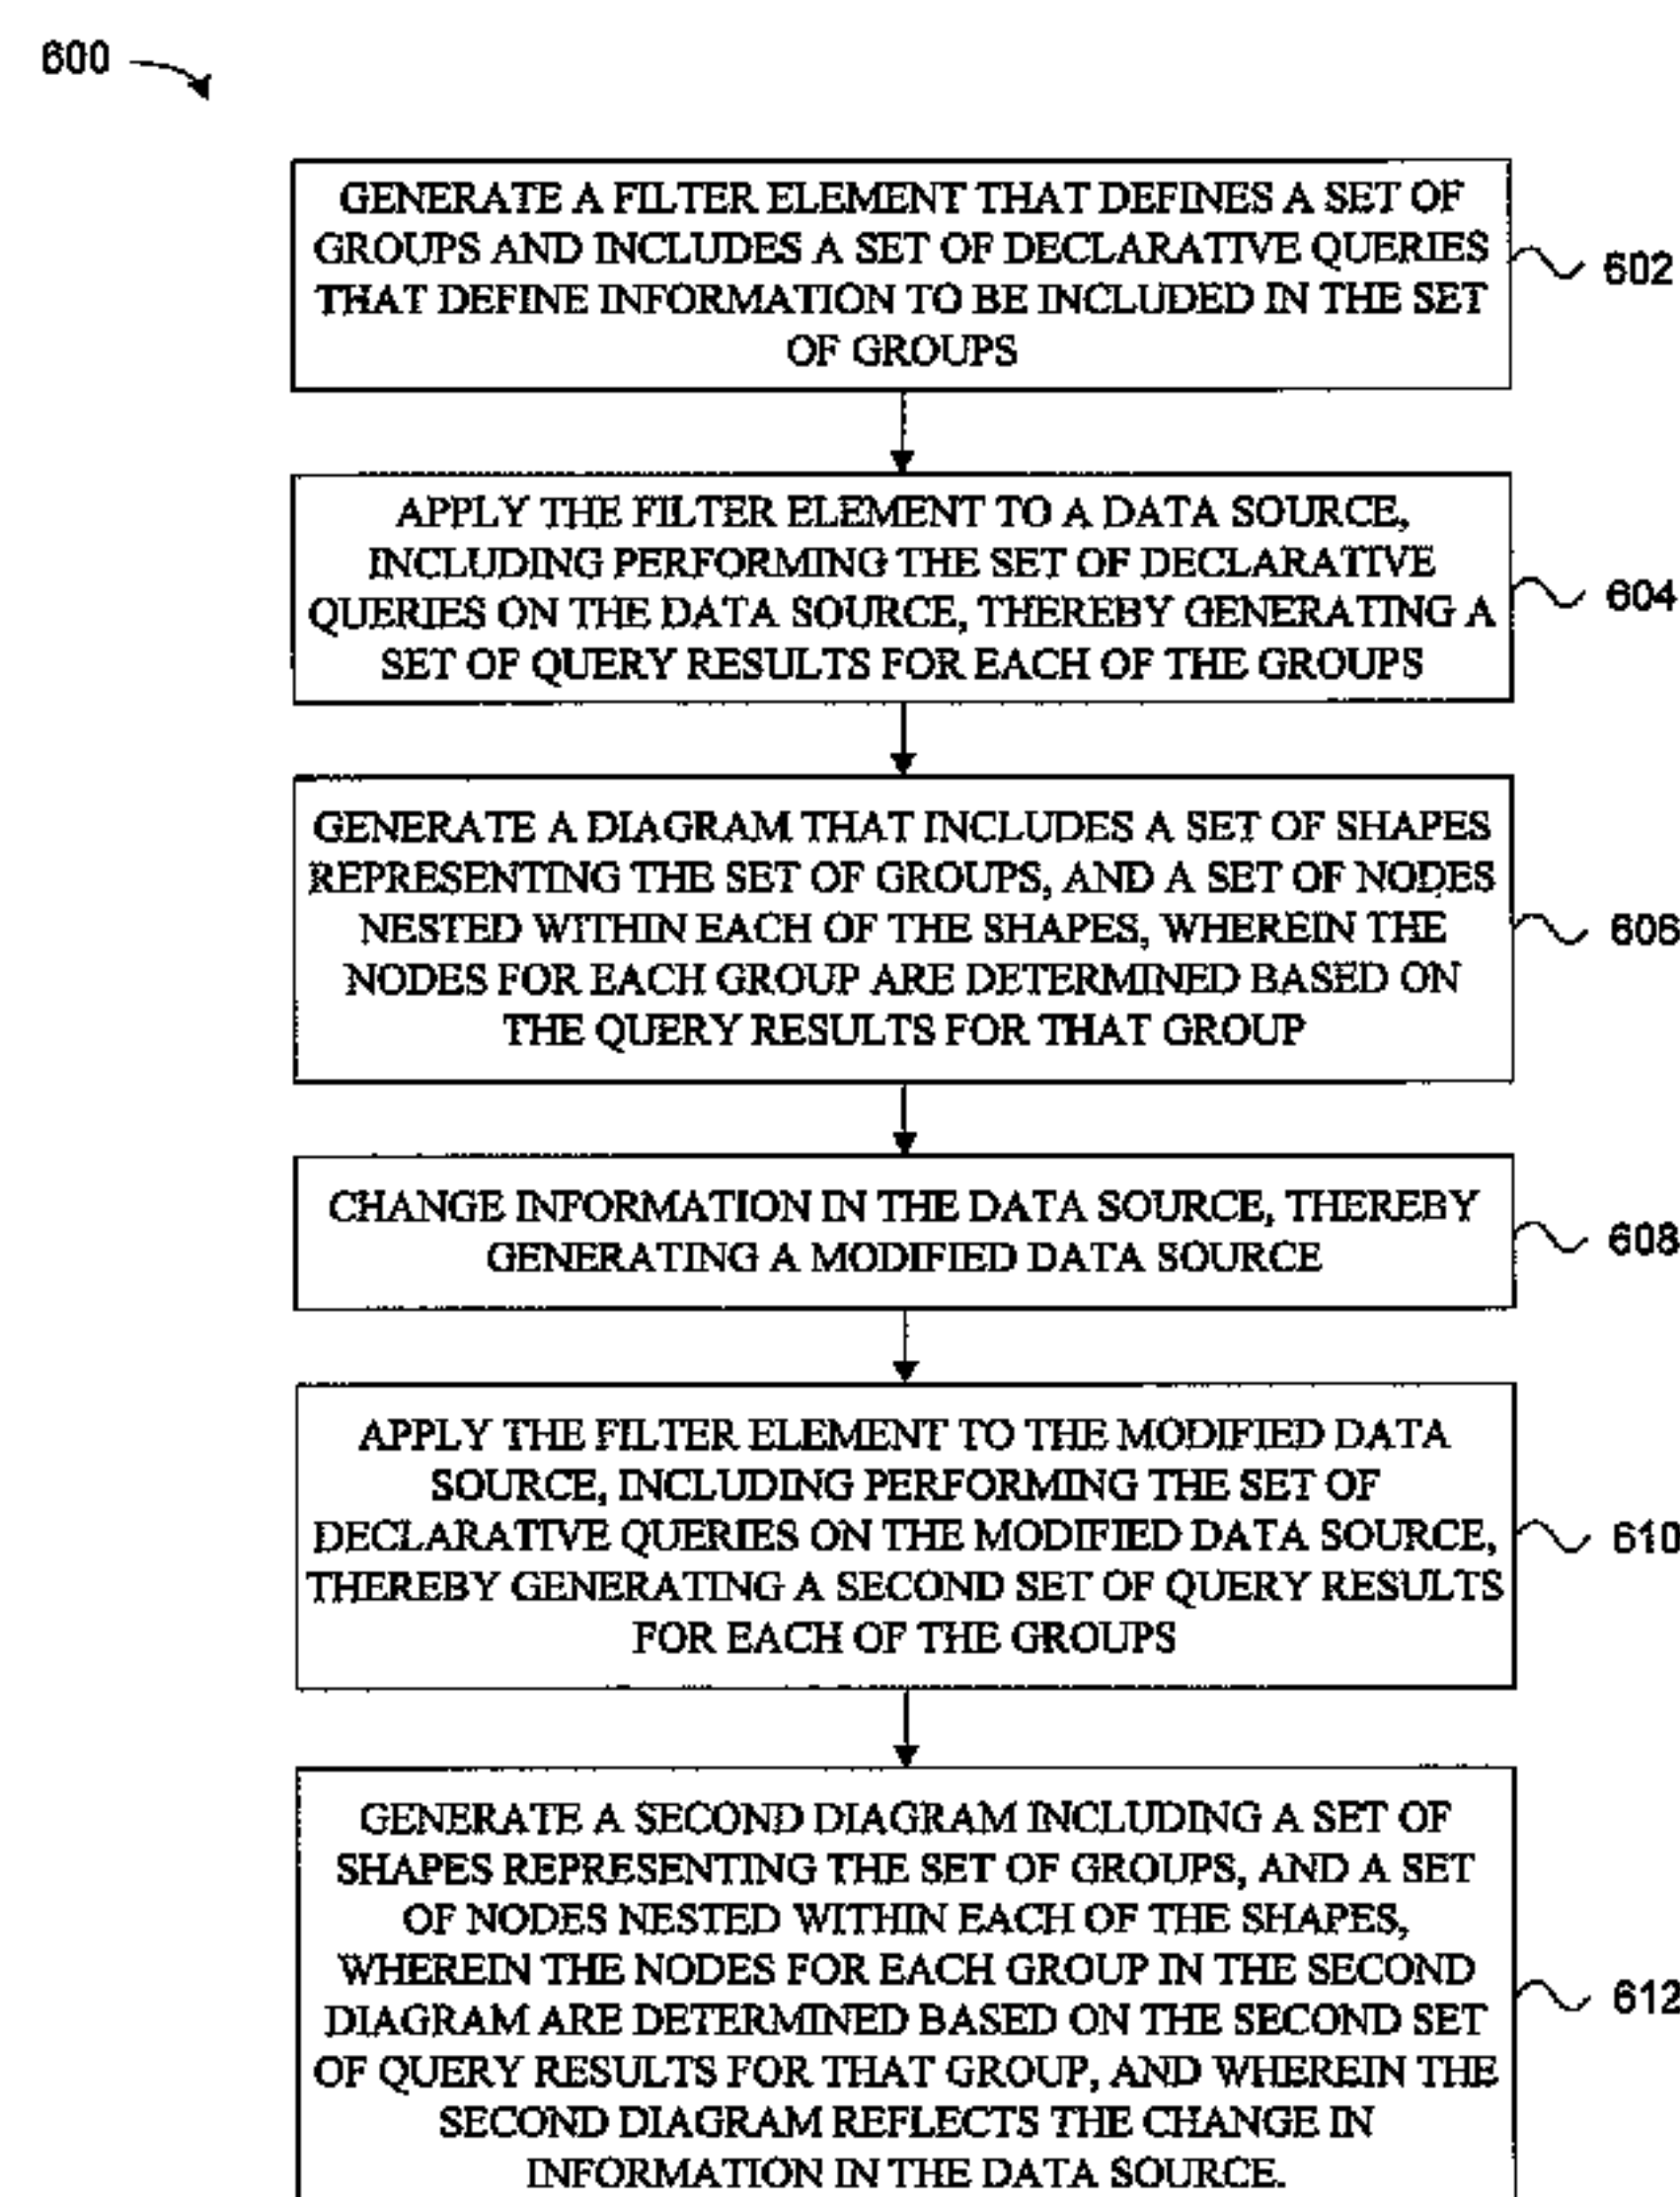 600
GENERATE A FILTER ELEMENT THAT DEFINES A SET OF
GROUPS AND INCLUDES A SET OF DECLARATIVE QUERIES
THAT DEFINE INFORMATION TO BE INCLUDED IN THE SET
OF GROUPS
602
APPLY THE FILTER ELEMENT TO A DATA SOURCE,
INCLUDING PERFORMING THE SET OF DECLARATIVE
QUERIES ON THE DATA SOURCE, THEREBY GENERATING A
SET OF QUERY RESULTS FOR EACH OF THE GROUPS
604
GENERATE A DIAGRAM THAT INCLUDES A SET OF SHAPES
REPRESENTING THE SET OF GROUPS, AND A SET OF NODES
NESTED WITHIN EACH OF THE SHAPES, WHEREIN THE
NODES FOR EACH GROUP ARE DETERMINED BASED ON
THE QUERY RESULTS FOR THAT GROUP
606
CHANGE INFORMATION IN THE DATA SOURCE, THEREBY
GENERATING A MODIFIED DATA SOURCE
608
APPLY THE FILTER ELEMENT TO THE MODIFIED DATA
SOURCE, INCLUDING PERFORMING THE SET OF
DECLARATIVE QUERIES ON THE MODIFIED DATA SOURCE,
THEREBY GENERATING A SECOND SET OF QUERY RESULTS
FOR EACH OF THE GROUPS
610
GENERATE A SECOND DIAGRAM INCLUDING A SET OF
SHAPES REPRESENTING THE SET OF GROUPS, AND A SET
OF NODES NESTED WITHIN EACH OF THE SHAPES,
WHEREIN THE NODES FOR EACH GROUP IN THE SECOND
DIAGRAM ARE DETERMINED BASED ON THE SECOND SET
OF QUERY RESULTS FOR THAT GROUP, AND WHEREIN THE
SECOND DIAGRAM REFLECTS THE CHANGE IN
INFORMATION IN THE DATA SOURCE.
612